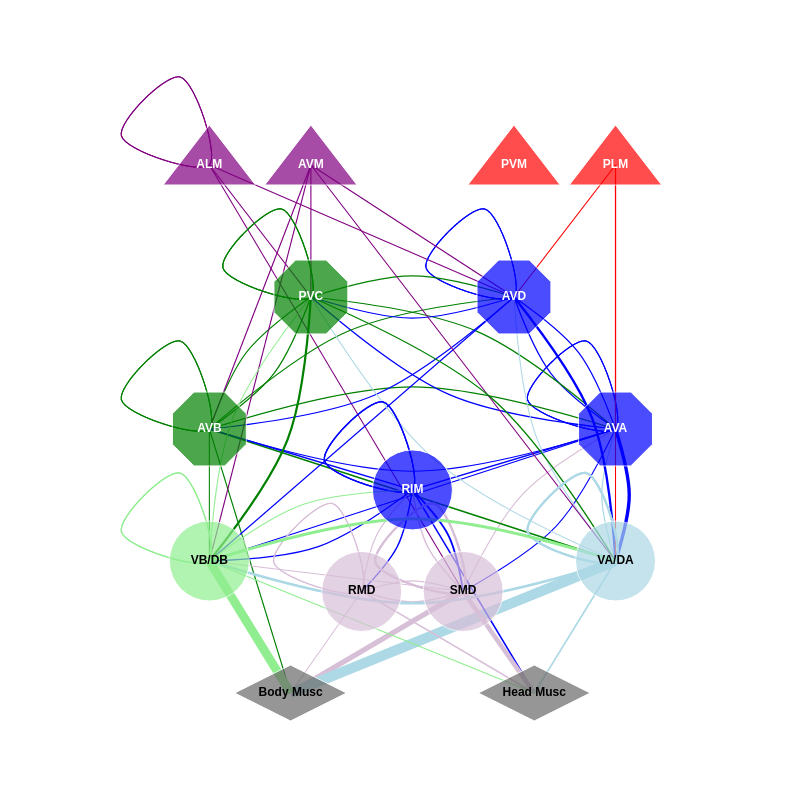 ALM
AVM
PVM
PLM
PVC
AVD
AVB
AVA
RIM
VB/DB
VA/DA
RMD
SMD
Body Musc
Head Musc